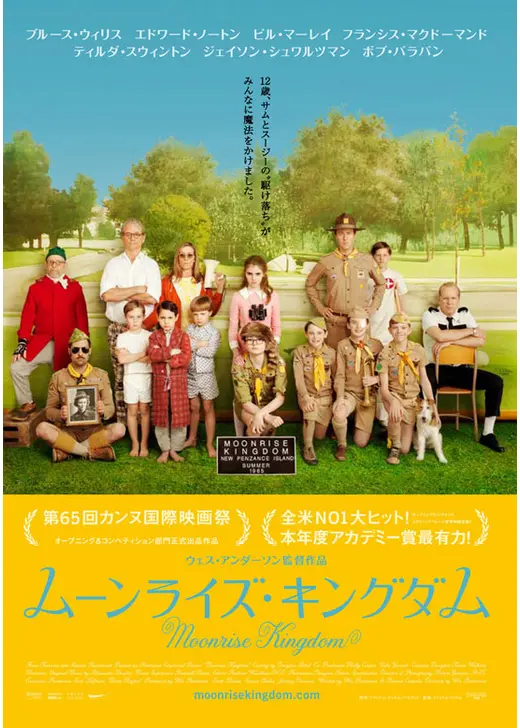 ブルース・ウィリス エドワード・ノートン ビル・マーレイ フランシス・マクドーマンド
ティルダ・スウィントン ジェイソン・シュワルツマン ボブ・バラバン
12歳、サムとスージーの“駆け落ち”が
みんなに魔法をかけました。
MOONRISE
KINGDOM
NEW PENZANCE ISLAND
SUMMER
1965
第65回カンヌ国際映画祭
オープニング&コンペティション部門正式出品作品
全米NO1大ヒット!
本年度アカデミー賞最有力!
ウェス・アンダーソン監督作品
ムーンライズ・キングダム
Moonrise Kingdom
moonrisekingdom.com